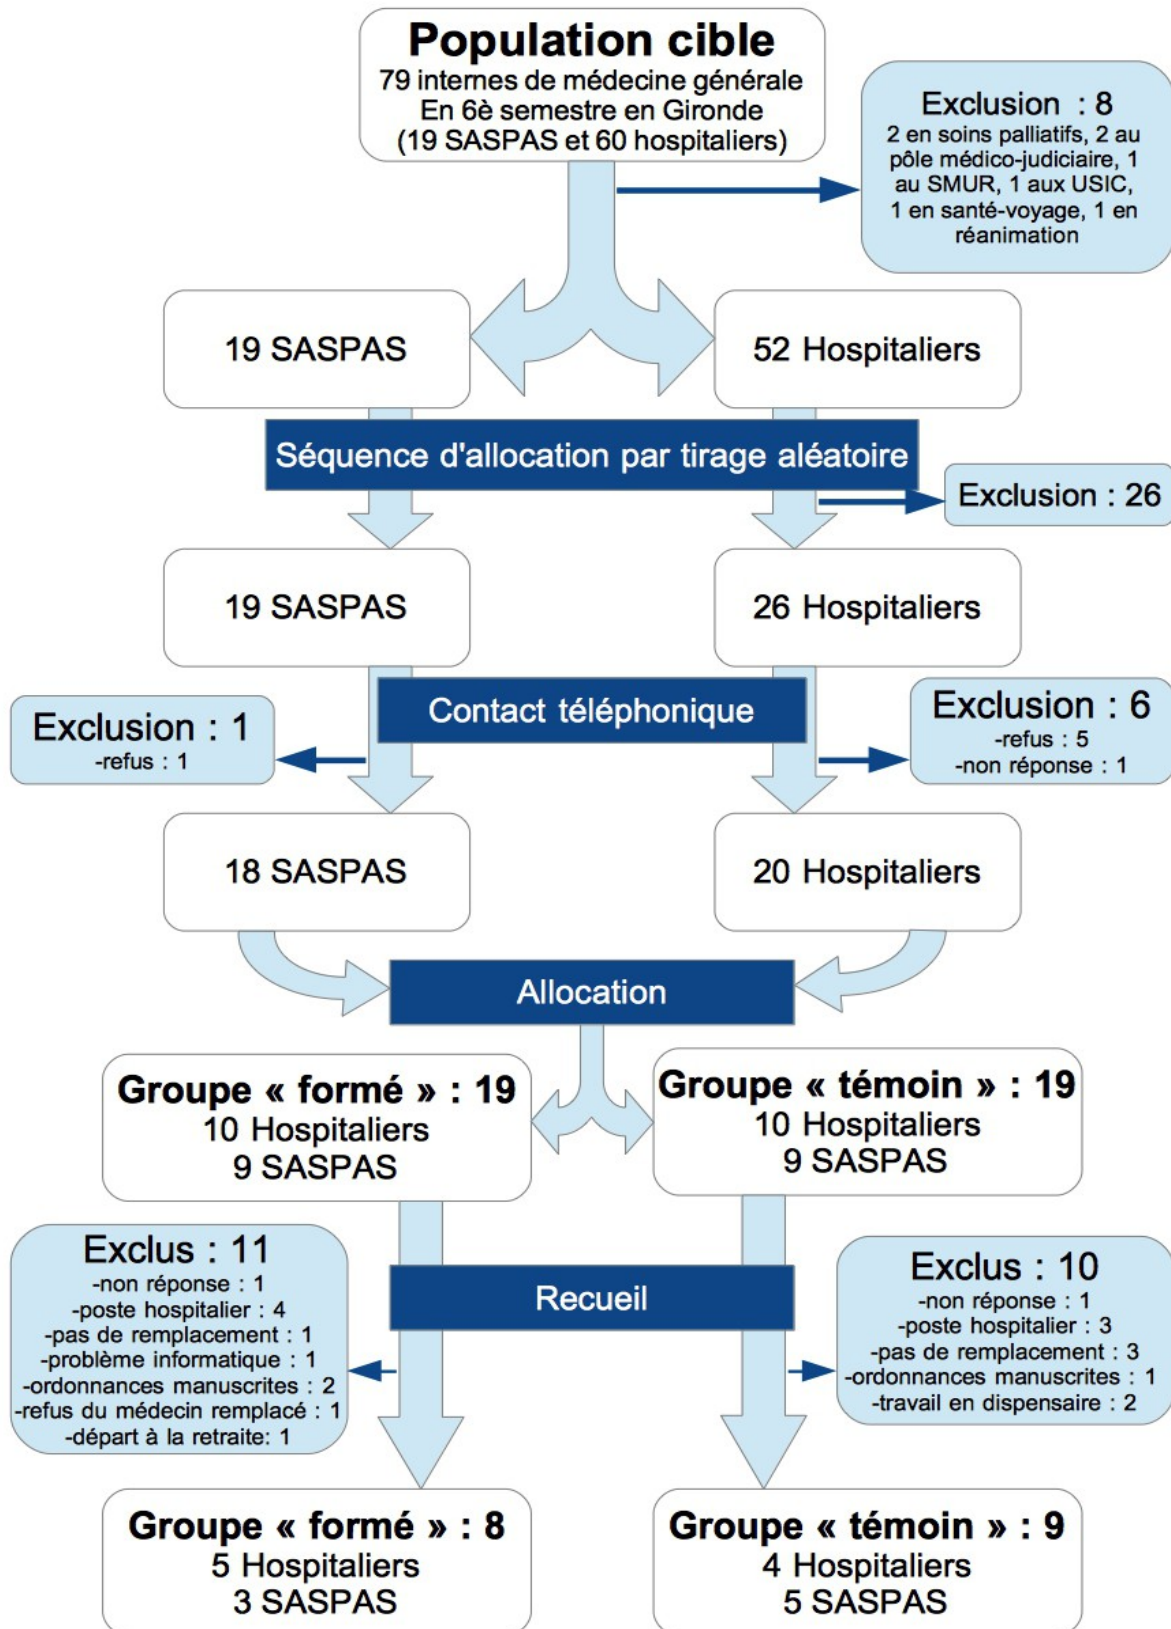 Population cible
79 internes de médecine générale
En 6è semestre en Gironde
(19 SASPAS et 60 hospitaliers)
Exclusion : 8
2 en soins palliatifs, 2 au
pôle médico-judiciaire, 1
au SMUR, 1 aux USIC,
1 en santé-voyage, 1 en
réanimation
19 SASPAS
52 Hospitaliers
Séquence d'allocation par tirage aléatoire
Exclusion : 26
19 SASPAS
26 Hospitaliers
Contact téléphonique
Exclusion : 1
-refus : 1
Exclusion : 6
-refus : 5
-non réponse : 1
18 SASPAS
20 Hospitaliers
Allocation
Groupe « formé » : 19
10 Hospitaliers
9 SASPAS
Groupe « témoin » : 19
10 Hospitaliers
9 SASPAS
Exclus : 11
-non réponse : 1
-poste hospitalier : 4
-pas de remplacement : 1
-problème informatique : 1
-ordonnances manuscrites : 2
-refus du médecin remplacé : 1
-départ à la retraite: 1
Recueil
Exclus : 10
-non réponse : 1
-poste hospitalier : 3
-pas de remplacement : 3
-ordonnances manuscrites : 1
-travail en dispensaire : 2
Groupe « formé » : 8
5 Hospitaliers
3 SASPAS
Groupe « témoin » : 9
4 Hospitaliers
5 SASPAS